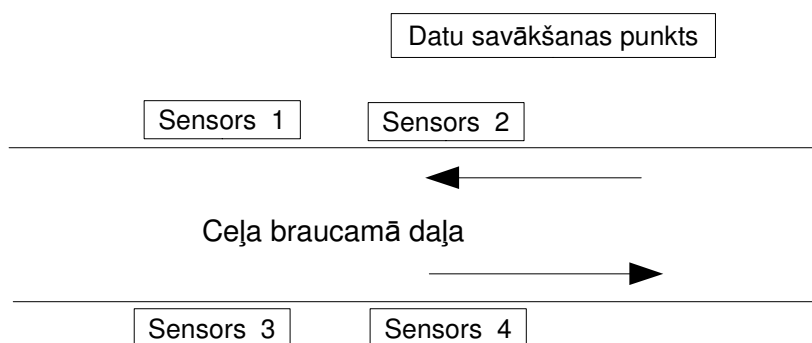 Datu savākšanas punkts
Sensors 1
Sensors 2
Ceļa braucamā daļa
Sensors 3
Sensors 4